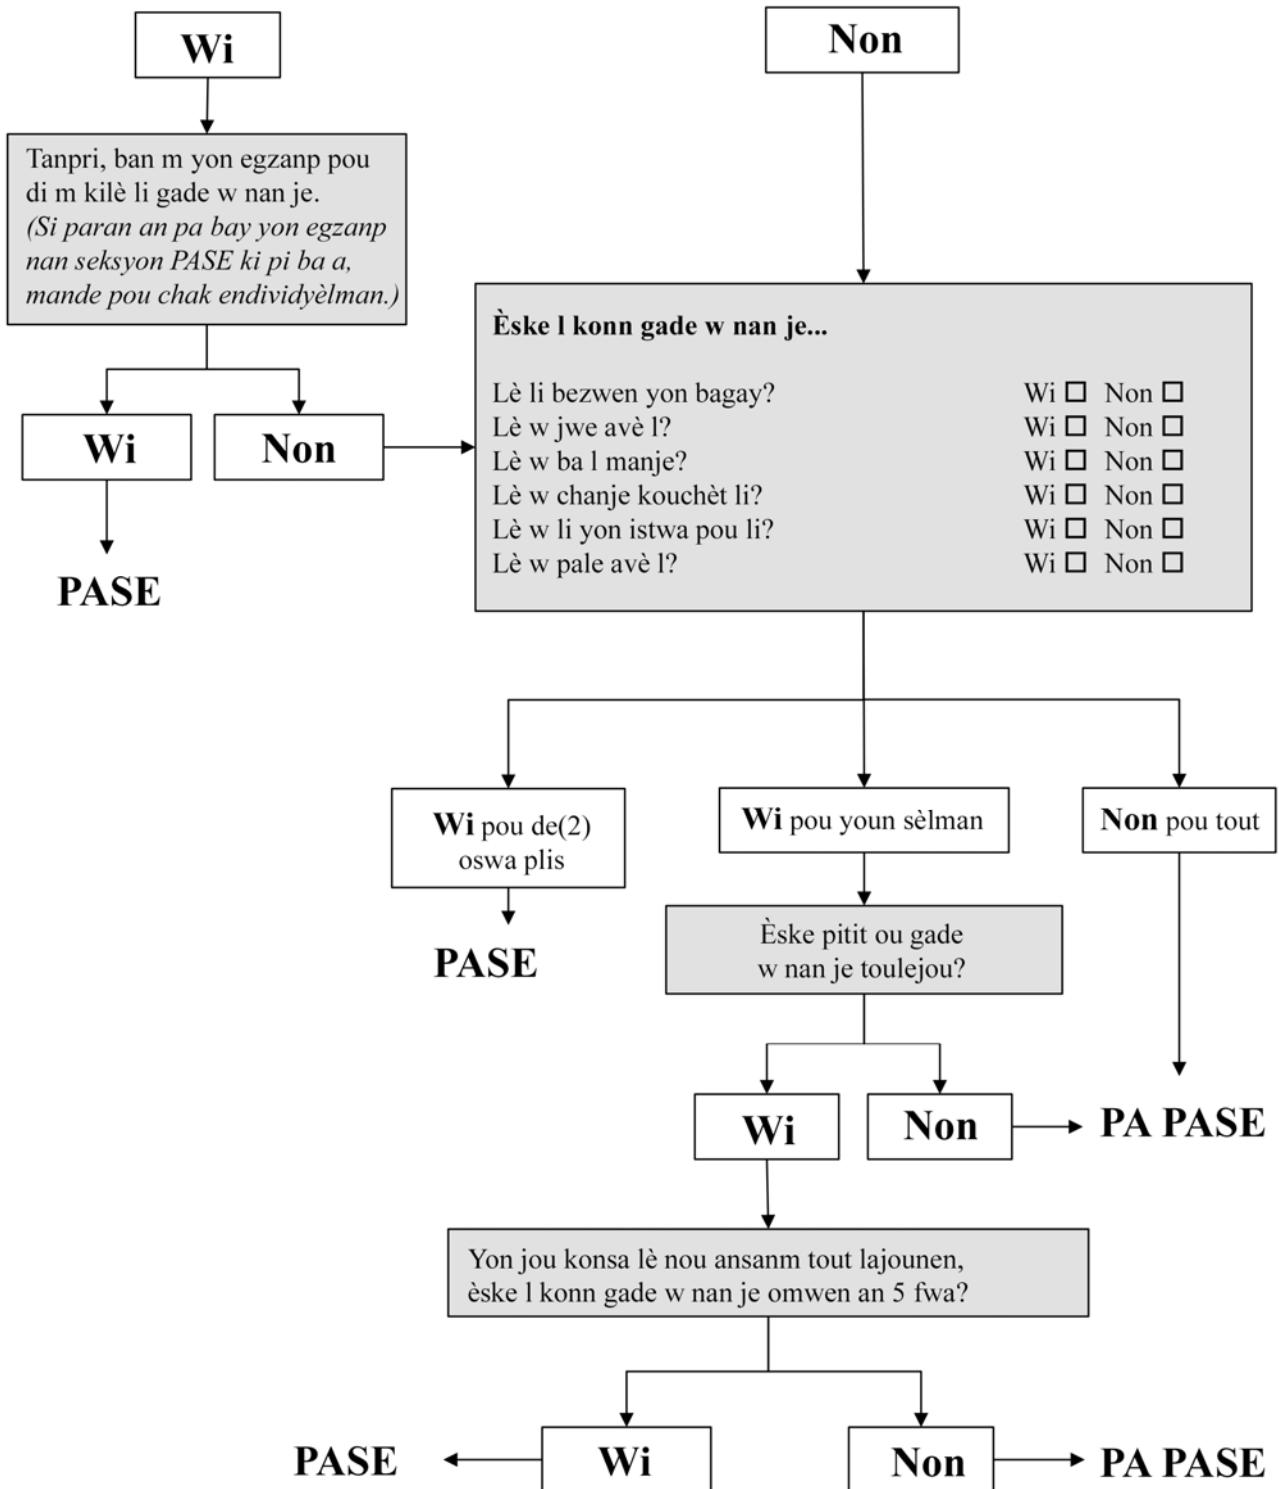 Wi
Non
Tanpri, ban m yon egzanp pou
di m kilè li gade w nan je.
(Si paran an pa bay yon egzanp
nan seksyon PASE ki pi ba a,
mande pou chak endividyèlman.)
Wi
Non
PASE
Èske l konn gade w nan je...
Lè li bezwen yon bagay? Wi ☐ Non ☐
Lè w jwe avè l? Wi ☐ Non ☐
Lè w ba l manje? Wi ☐ Non ☐
Lè w chanje kouchèt li? Wi ☐ Non ☐
Lè w li yon istwa pou li? Wi ☐ Non ☐
Lè w pale avè l? Wi ☐ Non ☐
Wi pou de(2)
oswa plis
PASE
Wi pou youn sèlman
Non pou tout
Èske pitit ou gade
w nan je toulejou?
Wi
Non
PA PASE
Yon jou konsa lè nou ansanm tout lajounen,
èske l konn gade w nan je omwen an 5 fwa?
PASE
Wi
Non
PA PASE